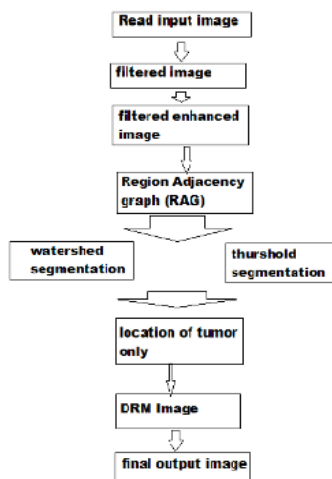 Read input image
filtered image
filtered enhanced
image
Region Adjacency
graph (RAG)
watershed
segmentation
thurshold
segmentation
location of tumor
only
DRM Image
final output image